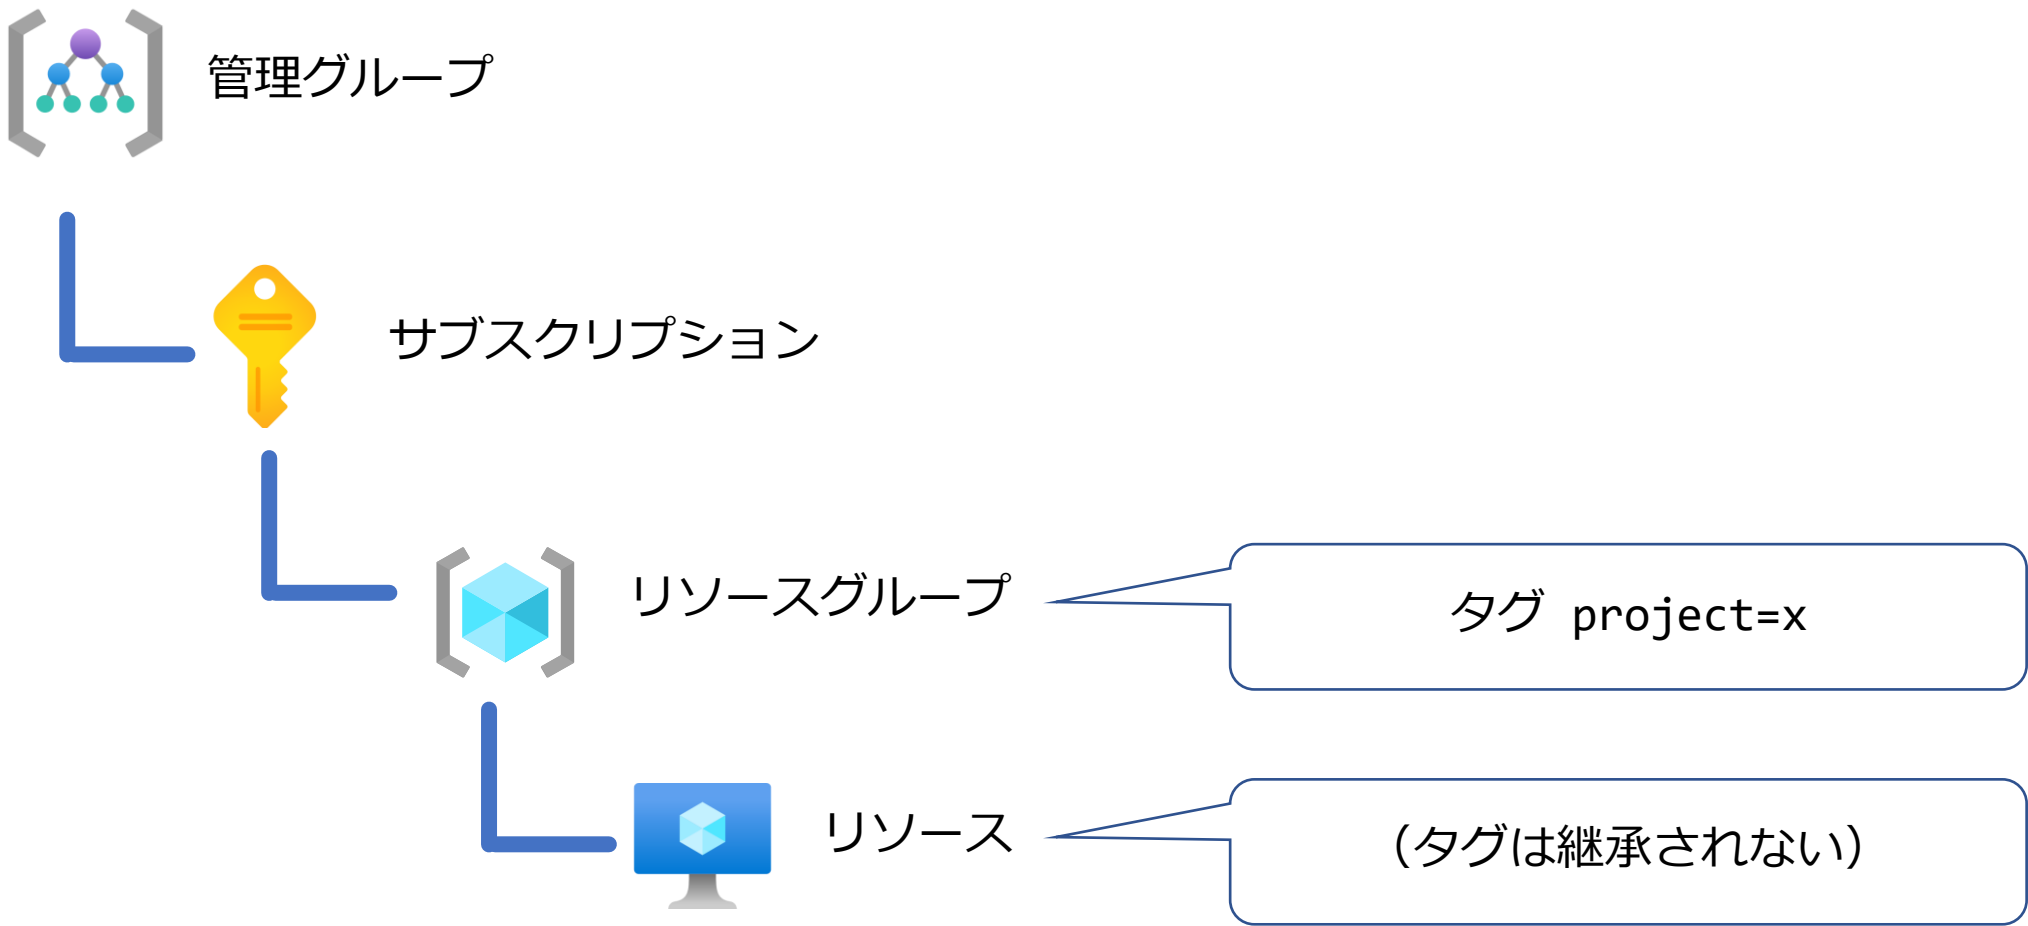 管理グループ
サブスクリプション
リソースグループ
タグ project=x
リソース
（タグは継承されない）